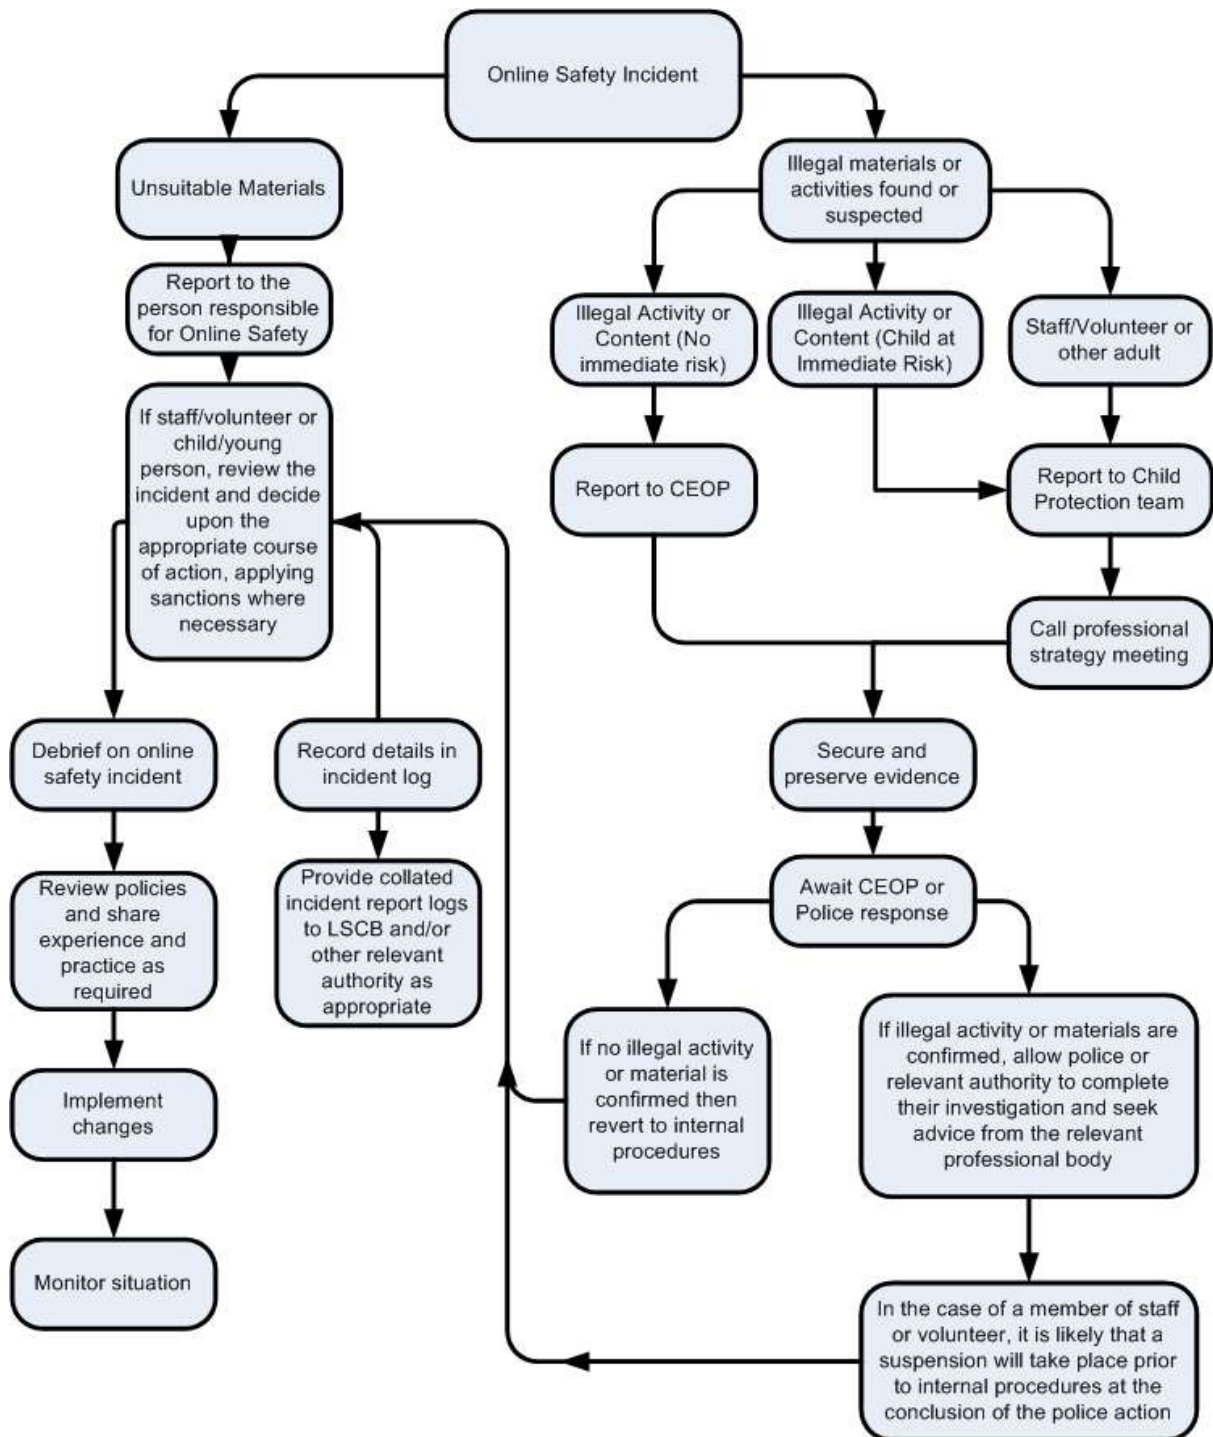 Online Safety Incident
Unsuitable Materials
Illegal materials or
activities found or
suspected
Report to the
person responsible
for Online Safety
Illegal Activity or
Content (No
immediate risk)
Illegal Activity or
Content (Child at
Immediate Risk)
Staff/Volunteer or
other adult
If staff/volunteer or
child/young
person, review the
incident and decide
upon the
appropriate course
of action, applying
sanctions where
necessary
Report to CEOP
Report to Child
Protection team
Call professional
strategy meeting
Debrief on online
safety incident
Record details in
incident log
Secure and
preserve evidence
Review policies
and share
experience and
practice as
required
Provide collated
incident report logs
to LSCB and/or
other relevant
authority as
appropriate
Await CEOP or
Police response
If no illegal activity
or material is
confirmed then
revert to internal
procedures
If illegal activity or materials are
confirmed, allow police or
relevant authority to complete
their investigation and seek
advice from the relevant
professional body
Implement
changes
Monitor situation
In the case of a member of staff
or volunteer, it is likely that a
suspension will take place prior
to internal procedures at the
conclusion of the police action